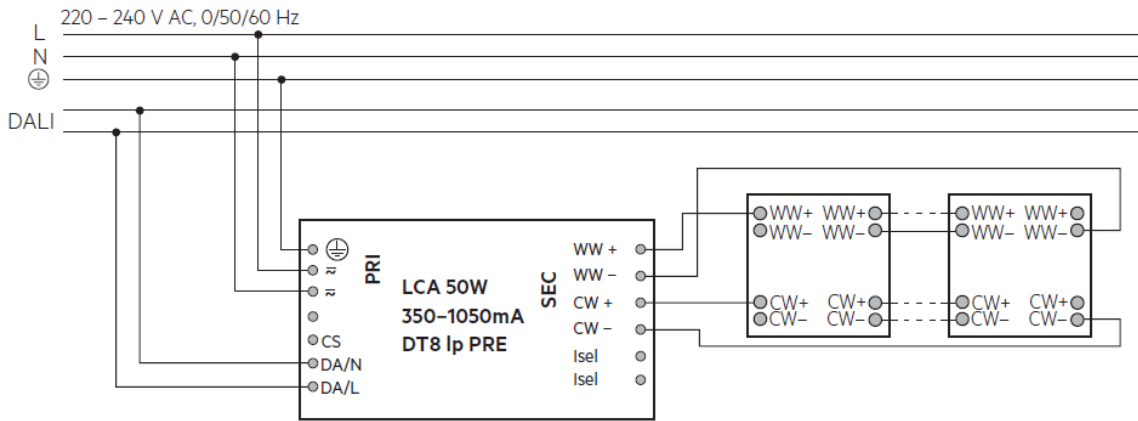 220 – 240 V AC, 0/50/60 Hz
L
N
DALI
PRI
≂
≂
CS
DA/N
DA/L
LCA 50W
350–1050mA
DT8 lp PRE
SEC
WW +
WW –
CW +
CW –
Isel
Isel
WW+ WW+ WW+ WW+
WW– WW– WW– WW–
CW+ CW+ CW+ CW+
CW– CW– CW– CW–